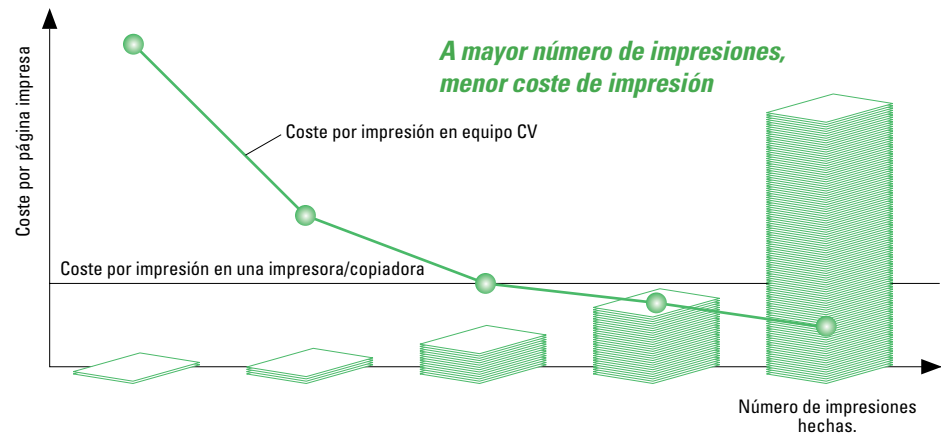 A mayor número de impresiones,
menor coste de impresión
Coste por página impresa
Coste por impresión en equipo CV
Coste por impresión en una impresora/copiadora
Número de impresiones
hechas.